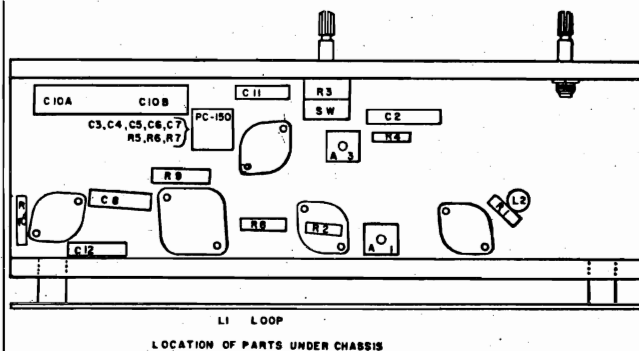 C11
R3
SW
C10A C10B
C2
PC-150
C3, C4, C5, C6, C7
R5, R6, R7
R4
A 3
R9
C8
L2
R1
R8
R2
A 1
C12
L1 LOOP
LOCATION OF PARTS UNDER CHASSIS